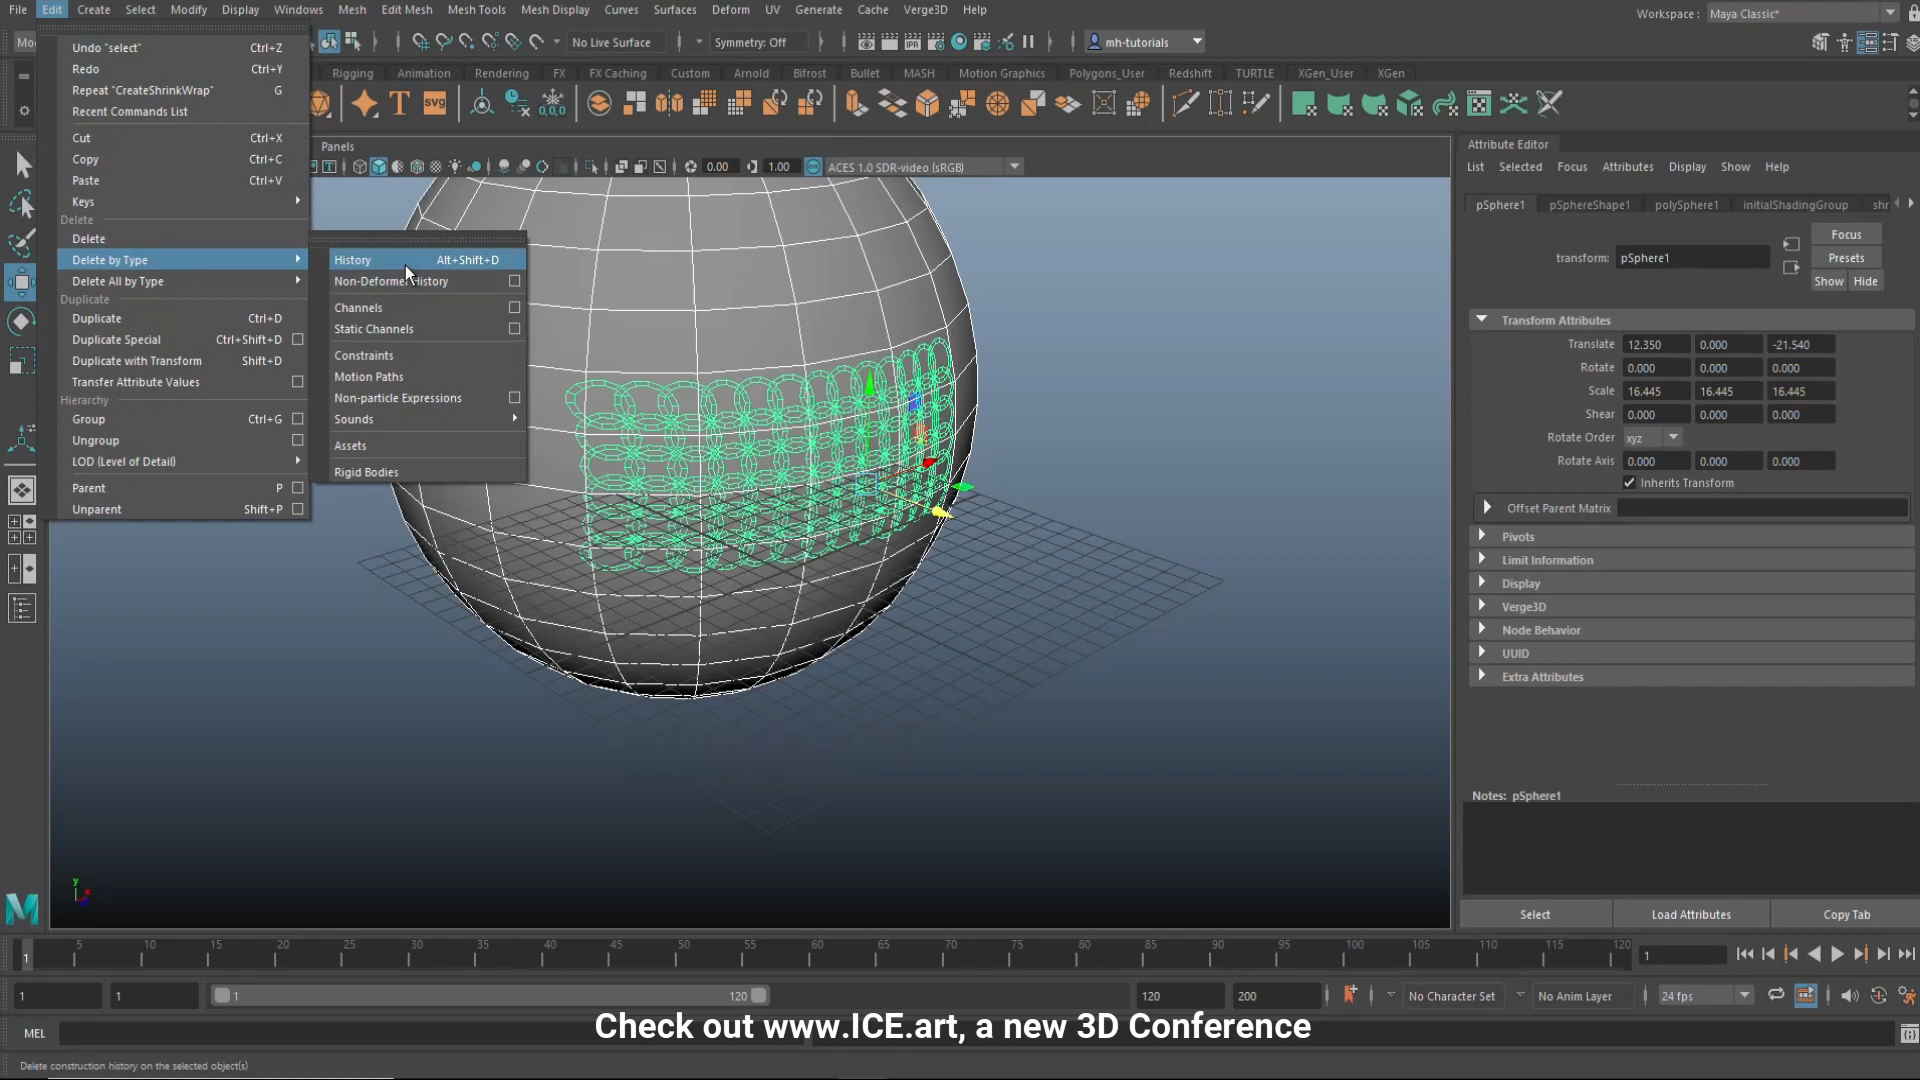 File Edit Create Select Modify Display Windows Mesh Edit Mesh Mesh Tools Mesh Display Curves Surfaces Deform UV Generate Cache Verge3D Help
Workspace : Maya Classic*
Mo
No Live Surface
Symmetry: Off
mh-tutorials
Rigging Animation Rendering FX FX Caching Custom Arnold Bifrost Bullet MASH Motion Graphics Polygons_User Redshift TURTLE XGen_User XGen
Undo "select" Ctrl+Z
Redo Ctrl+Y
Repeat "CreateShrinkWrap" G
Recent Commands List
Cut Ctrl+X
Copy Ctrl+C
Paste Ctrl+V
Keys
Delete
Delete
Delete by Type
Delete All by Type
Duplicate
Duplicate Ctrl+D
Duplicate Special Ctrl+Shift+D
Duplicate with Transform Shift+D
Transfer Attribute Values
Hierarchy
Group Ctrl+G
Ungroup
LOD (Level of Detail)
Parent P
Unparent Shift+P
History Alt+Shift+D
Non-Deformer History
Channels
Static Channels
Constraints
Motion Paths
Non-particle Expressions
Sounds
Assets
Rigid Bodies
T svg 0,0,0
Panels
0.00 1.00 ACES 1.0 SDR-video (sRGB)
Attribute Editor
List Selected Focus Attributes Display Show Help
pSphere1 pSphereShape1 polySphere1 initialShadingGroup shr
transform: pSphere1
Focus
Presets
Show Hide
Transform Attributes
Translate 12.350 0.000 -21.540
Rotate 0.000 0.000 0.000
Scale 16.445 16.445 16.445
Shear 0.000 0.000 0.000
Rotate Order xyz
Rotate Axis 0.000 0.000 0.000
Inherits Transform
Offset Parent Matrix
Pivots
Limit Information
Display
Verge3D
Node Behavior
UUID
Extra Attributes
Notes: pSphere1
Select Load Attributes Copy Tab
y
M
5 10 15 20 25 30 35 40 45 50 55 60 65 70 75 80 85 90 95 100 105 110 115 120
1
1
1 1 1 120 120 200 No Character Set No Anim Layer 24 fps
MEL
Check out www.ICE.art, a new 3D Conference
Delete construction history on the selected object(s)